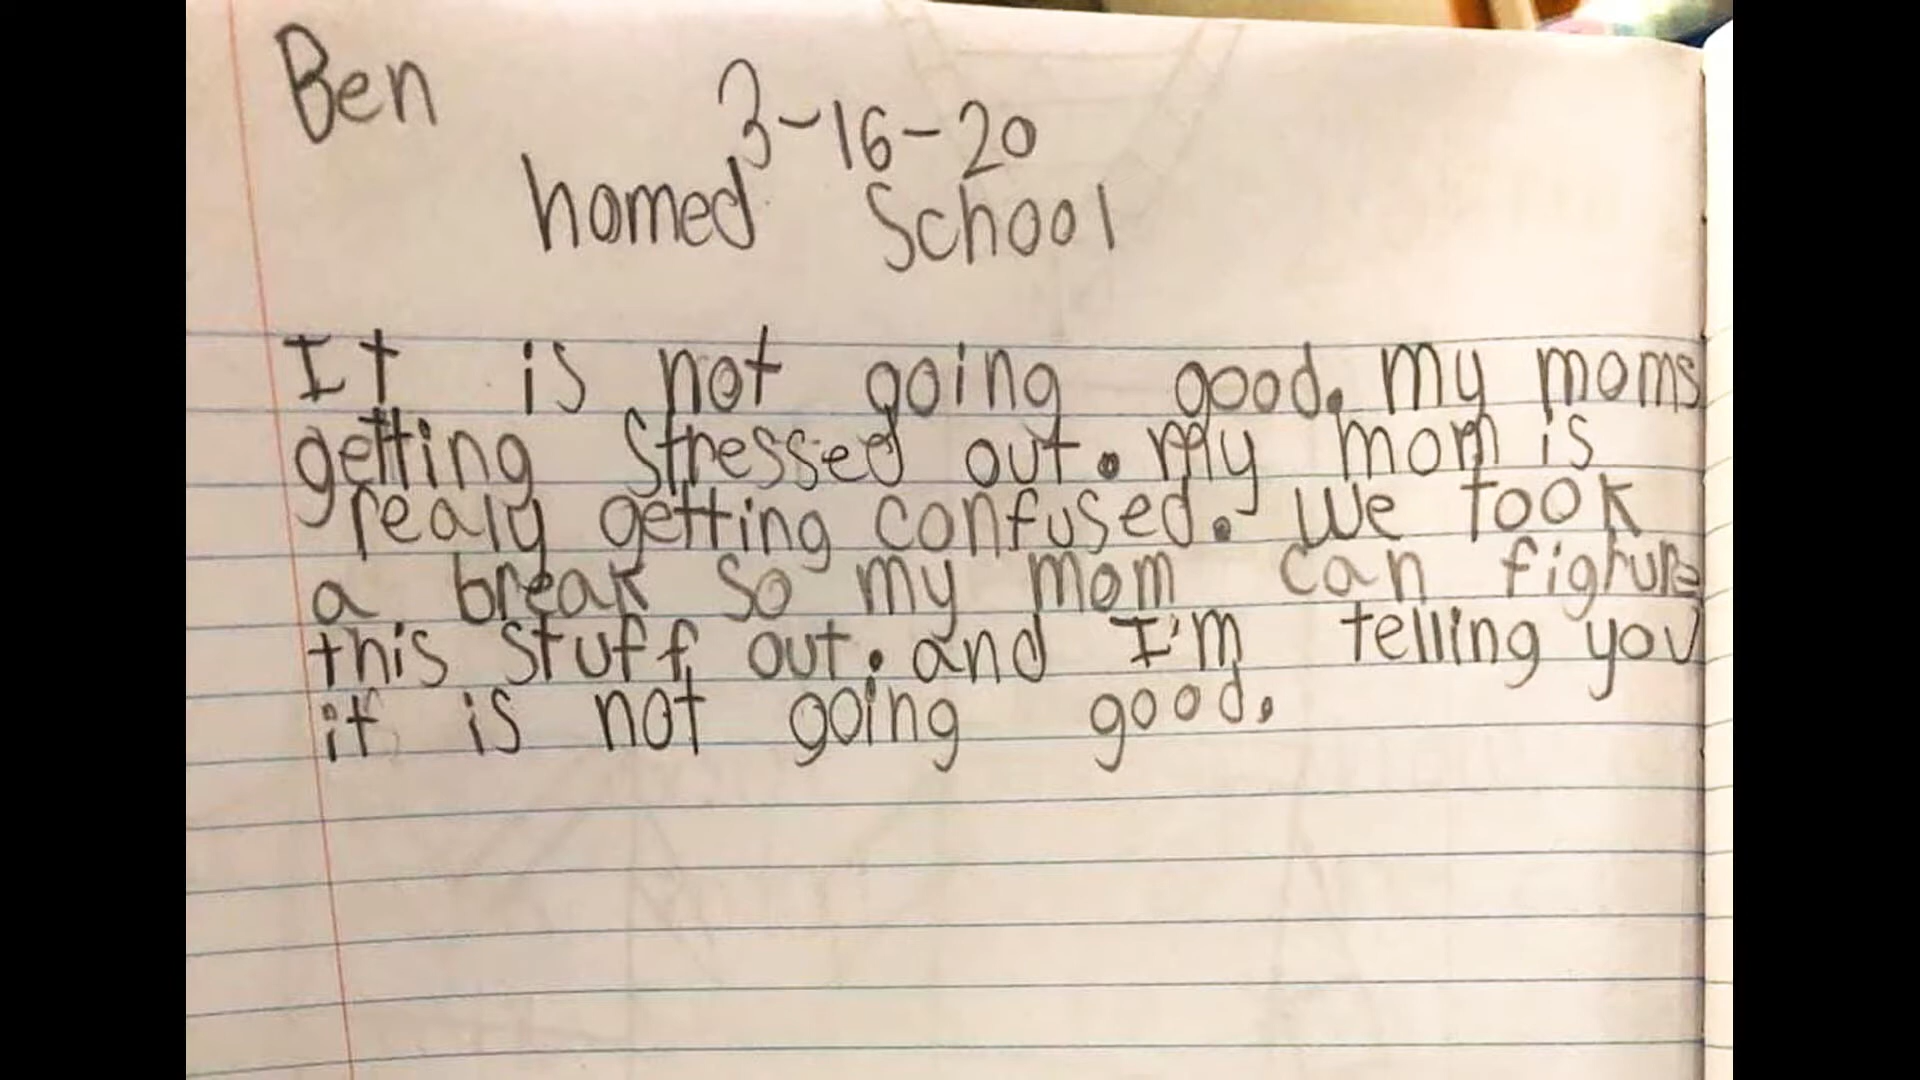 Ben
3-16-20
homed School
It is not going good. my moms
getting stressed out. my mom is
realy getting confused. We took
a break so my mom can fighure
this stuff out. and I'm telling you
it is not going good.